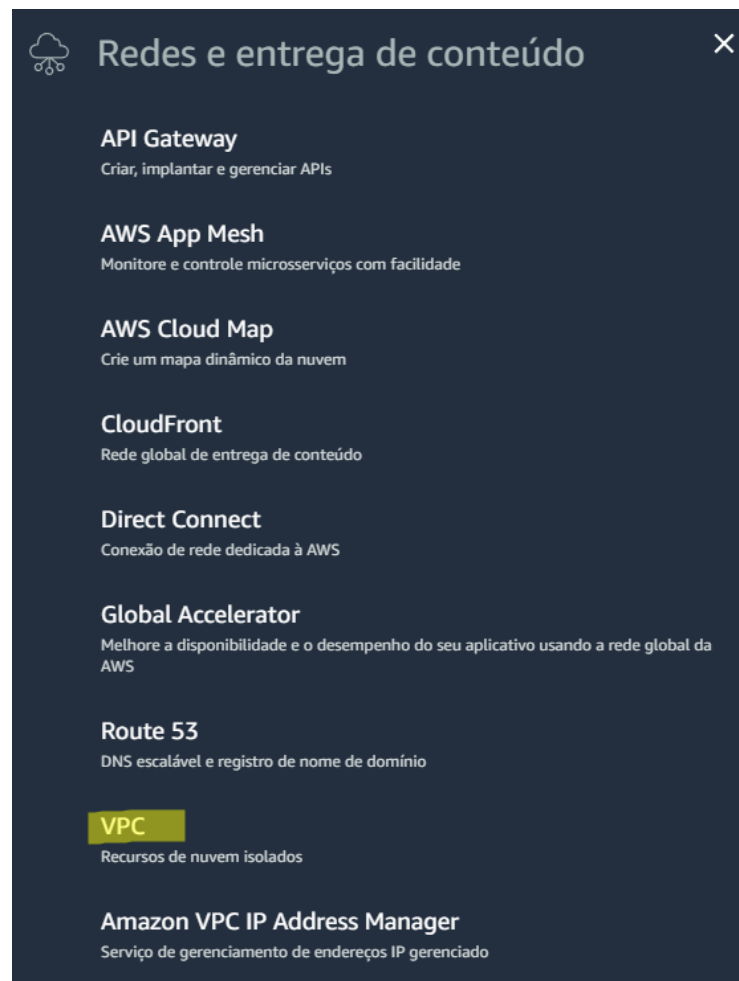 Redes e entrega de conteúdo
API Gateway
Criar, implantar e gerenciar APIs
AWS App Mesh
Monitore e controle microsserviços com facilidade
AWS Cloud Map
Crie um mapa dinâmico da nuvem
CloudFront
Rede global de entrega de conteúdo
Direct Connect
Conexão de rede dedicada à AWS
Global Accelerator
Melhore a disponibilidade e o desempenho do seu aplicativo usando a rede global da
AWS
Route 53
DNS escalável e registro de nome de domínio
VPC
Recursos de nuvem isolados
Amazon VPC IP Address Manager
Serviço de gerenciamento de endereços IP gerenciado